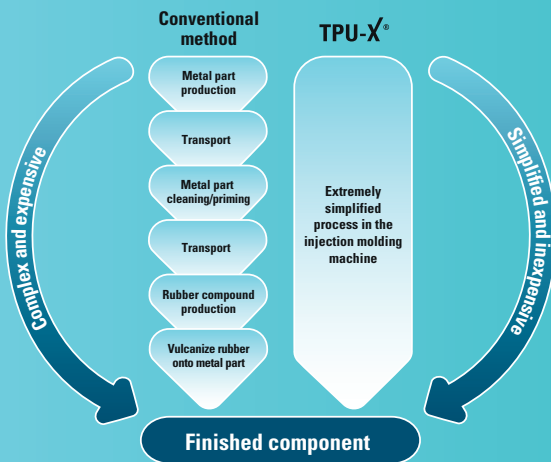 Conventional
method
TPU-X®
Metal part
production
Transport
Metal part
cleaning/priming
Transport
Rubber compound
production
Vulcanize rubber
onto metal part
Extremely
simplified
process in the
injection molding
machine
Complex and expensive
Simplified and inexpensive
Finished component